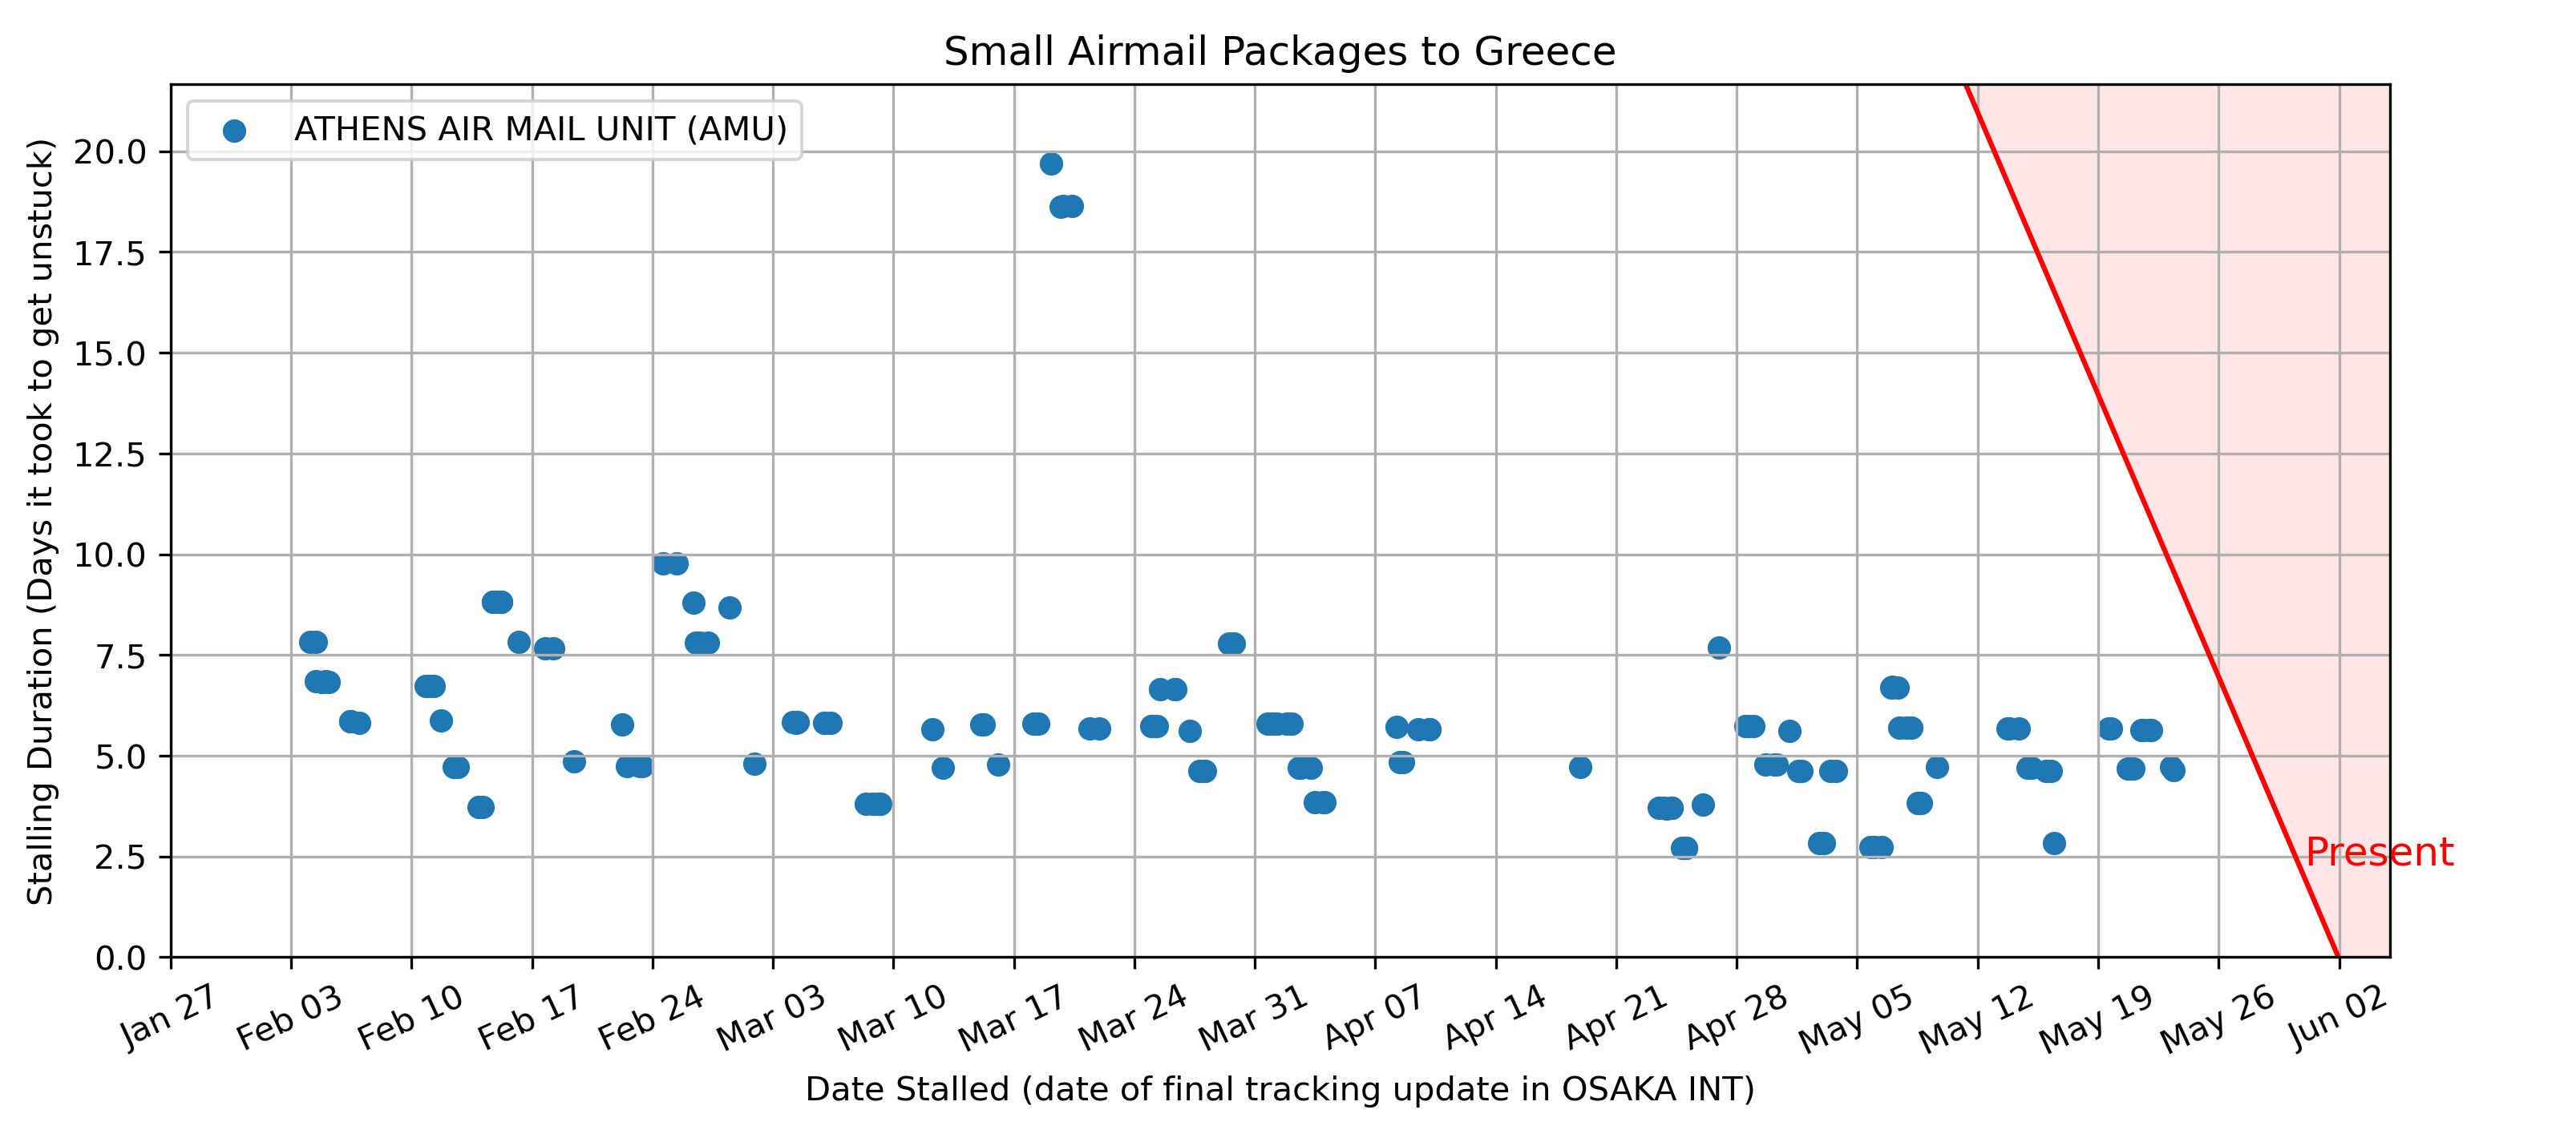 Small Airmail Packages to Greece
ATHENS AIR MAIL UNIT (AMU)
Stalling Duration (Days it took to get unstuck)
20.0
17.5
15.0
12.5
10.0
7.5
5.0
2.5
0.0
Present
Jan 27
Feb 03
Feb 10
Feb 17
Feb 24
Mar 03
Mar 10
Mar 17
Mar 24
Mar 31
Apr 07
Apr 14
Apr 21
Apr 28
May 05
May 12
May 19
May 26
Jun 02
Date Stalled (date of final tracking update in OSAKA INT)